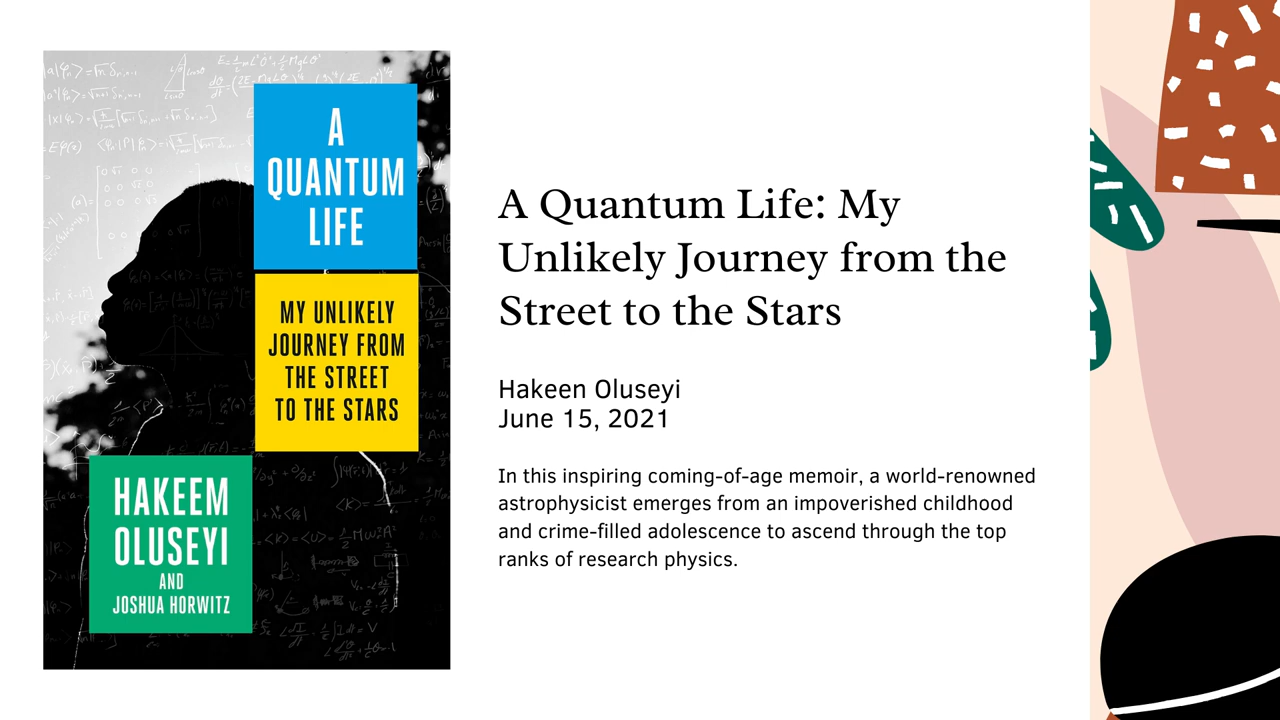 A
QUANTUM
LIFE
MY UNLIKELY
JOURNEY FROM
THE STREET
TO THE STARS
HAKEEM
OLUSEYI
AND
JOSHUA HORWITZ
A Quantum Life: My
Unlikely Journey from the
Street to the Stars
Hakeen Oluseyi
June 15, 2021
In this inspiring coming-of-age memoir, a world-renowned
astrophysicist emerges from an impoverished childhood
and crime-filled adolescence to ascend through the top
ranks of research physics.